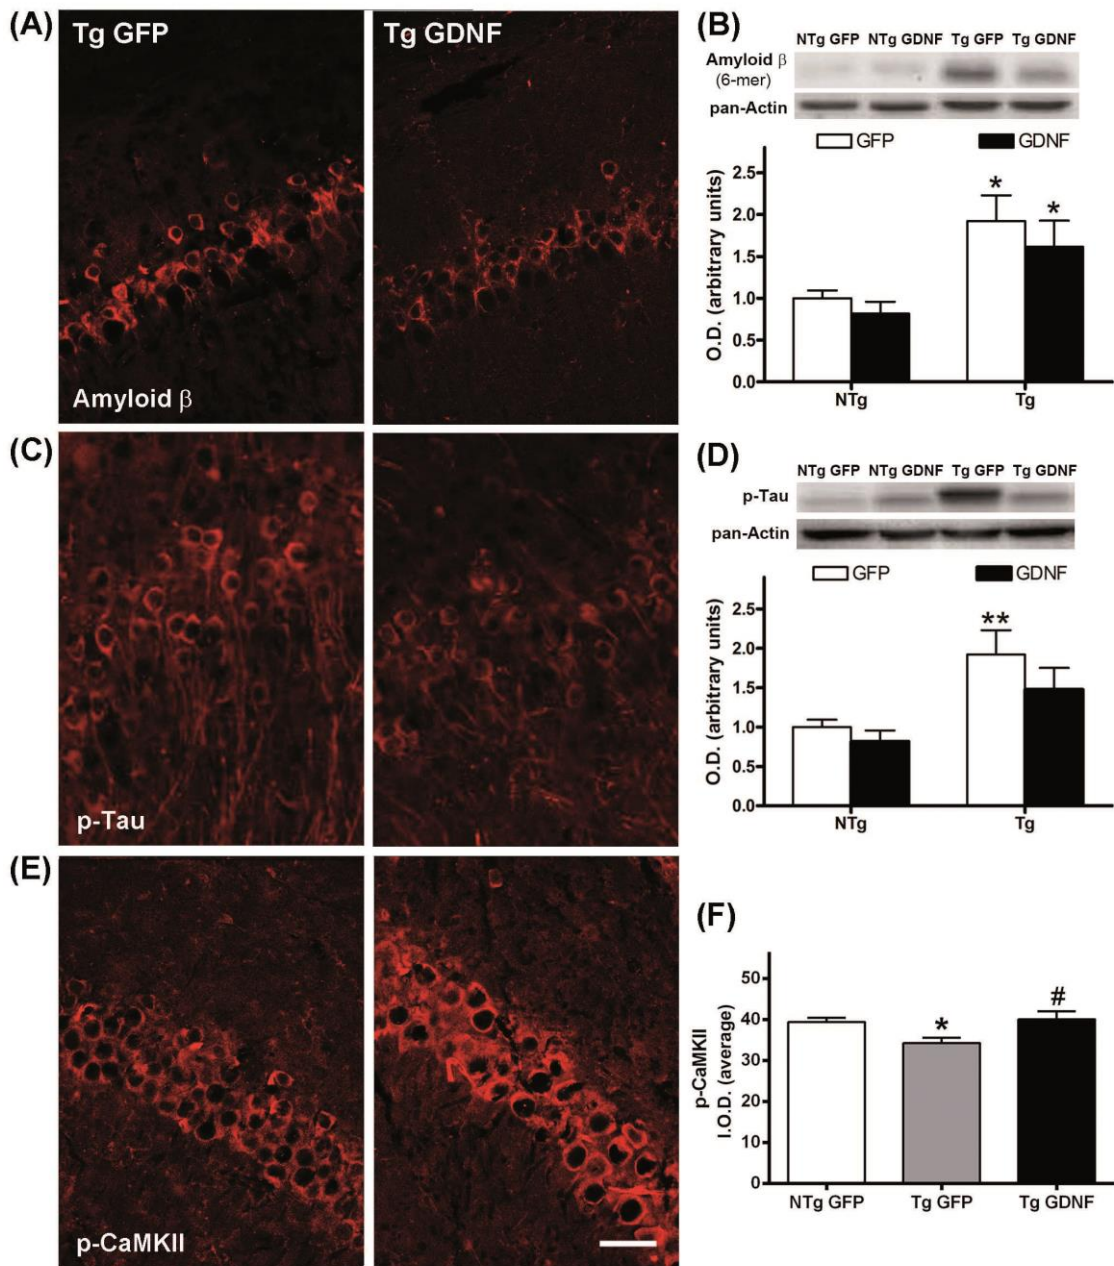 (A)
Tg GFP
Tg GDNF
Amyloid β
(B)
NTg GFP NTg GDNF Tg GFP Tg GDNF
Amyloid β
(6-mer)
pan-Actin
GFP GDNF
O.D. (arbitrary units)
2.5
2.0
1.5
1.0
0.5
0.0
* *
NTg Tg
(C)
p-Tau
(D)
NTg GFP NTg GDNF Tg GFP Tg GDNF
p-Tau
pan-Actin
GFP GDNF
O.D. (arbitrary units)
2.5
2.0
1.5
1.0
0.5
0.0
**
NTg Tg
(E)
p-CaMKII
(F)
p-CaMKII
I.O.D. (average)
50
40
30
20
10
0
* #
NTg GFP Tg GFP Tg GDNF